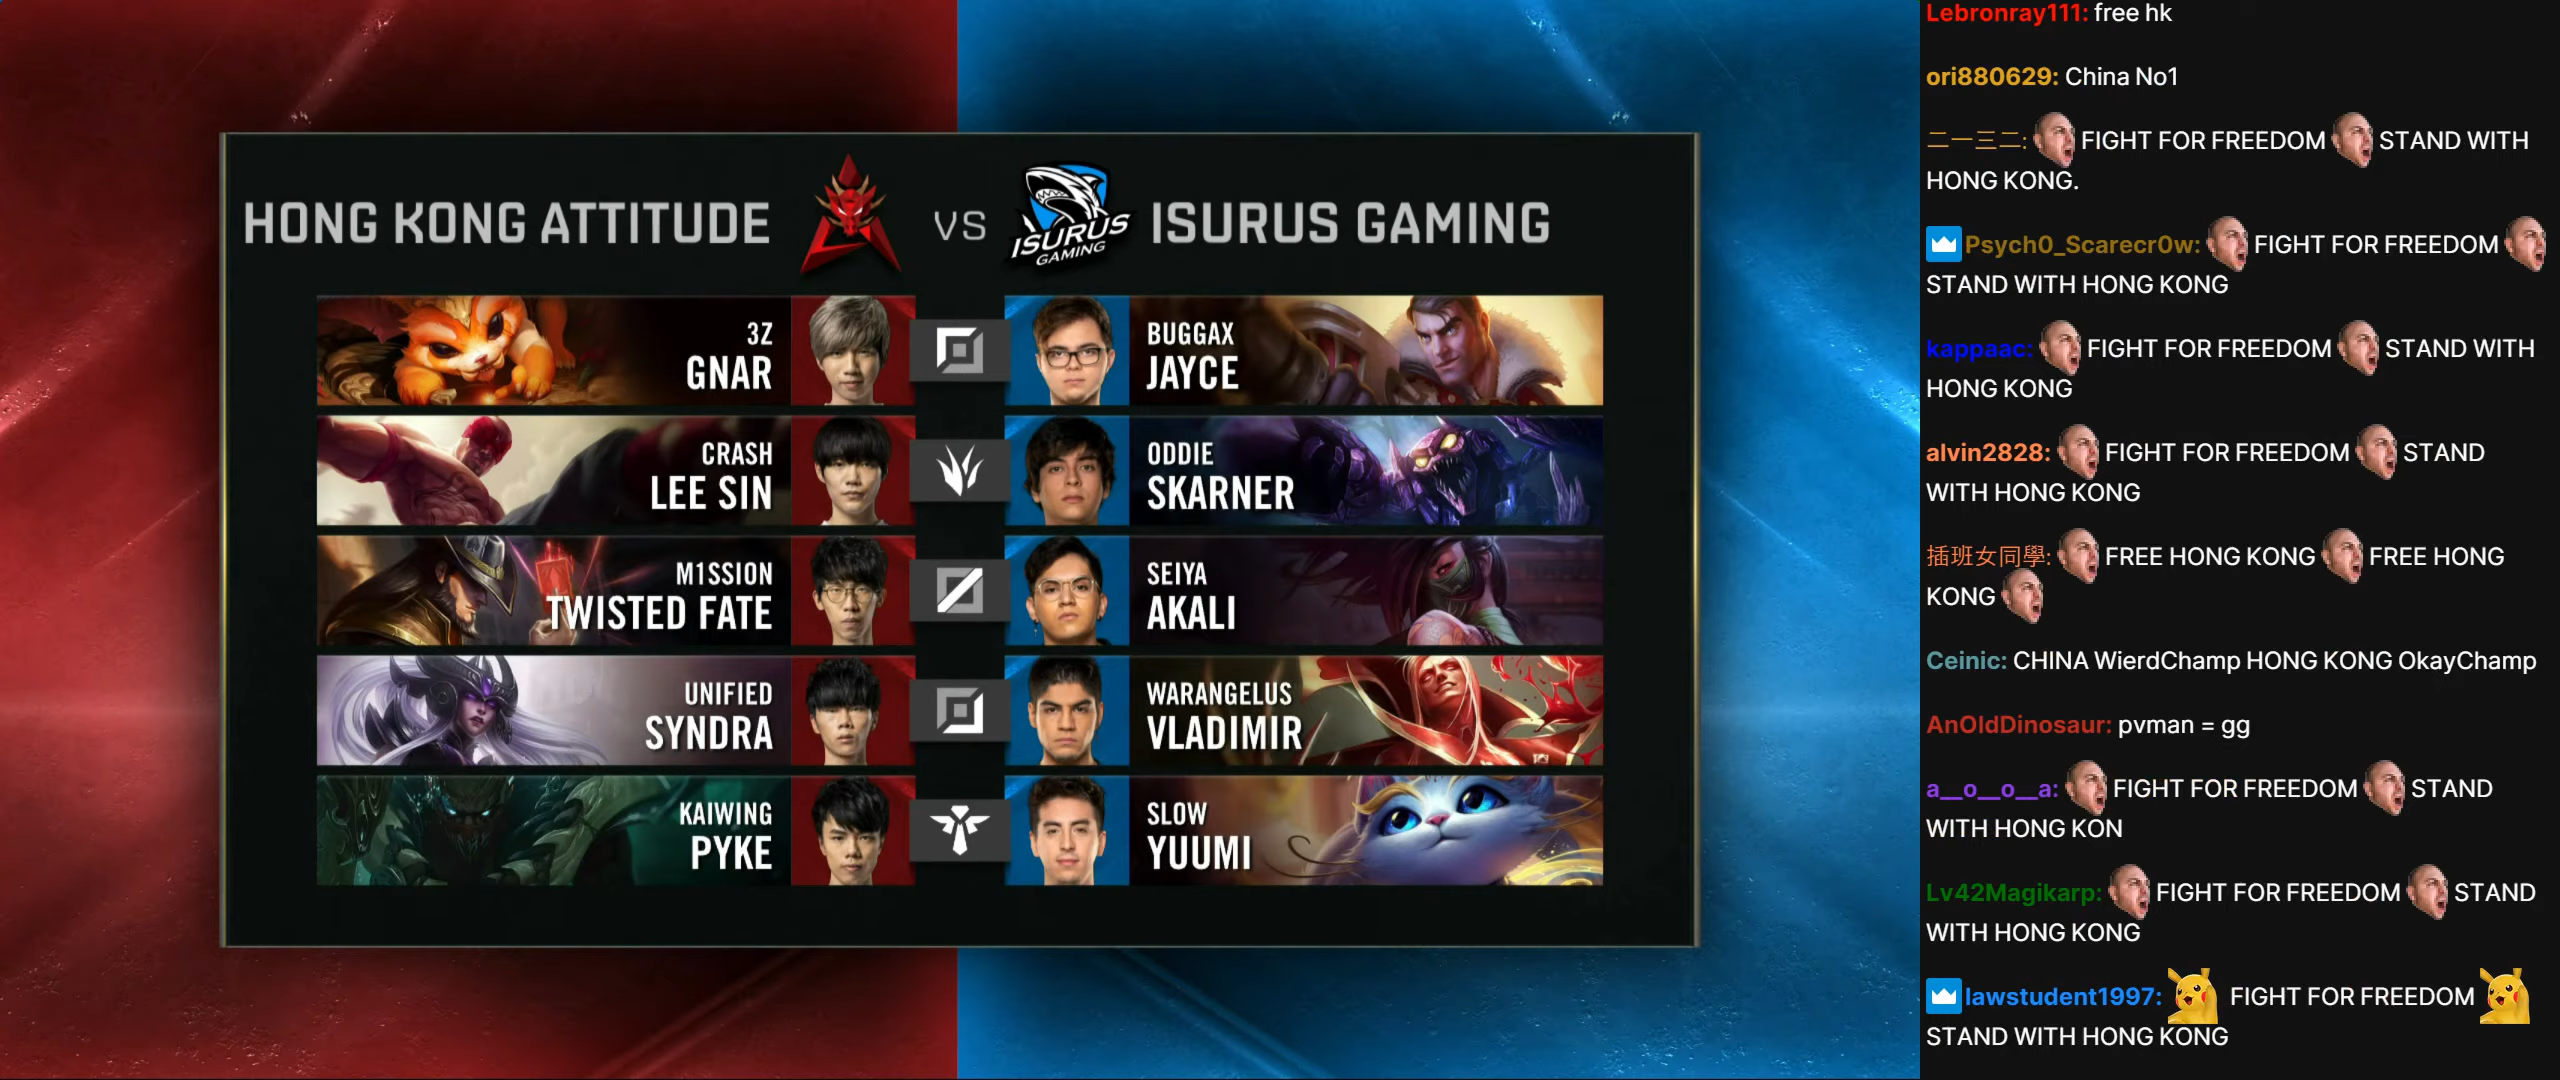 HONG KONG ATTITUDE VS ISURUS GAMING ISURUS GAMING
3Z
GNAR
BUGGAX
JAYCE
CRASH
LEE SIN
ODDIE
SKARNER
M1SSION
TWISTED FATE
SEIYA
AKALI
UNIFIED
SYNDRA
WARANGELUS
VLADIMIR
KAIWING
PYKE
SLOW
YUUMI
Lebronray111: free hk
ori880629: China No1
二一三二: FIGHT FOR FREEDOM STAND WITH
HONG KONG.
Psych0_Scarecr0w: FIGHT FOR FREEDOM
STAND WITH HONG KONG
kappaac: FIGHT FOR FREEDOM STAND WITH
HONG KONG
alvin2828: FIGHT FOR FREEDOM STAND
WITH HONG KONG
插班女同學: FREE HONG KONG FREE HONG
KONG
Ceinic: CHINA WierdChamp HONG KONG OkayChamp
AnOldDinosaur: pvman = gg
a__o__o__a: FIGHT FOR FREEDOM STAND
WITH HONG KON
Lv42Magikarp: FIGHT FOR FREEDOM STAND
WITH HONG KONG
lawstudent1997: FIGHT FOR FREEDOM
STAND WITH HONG KONG